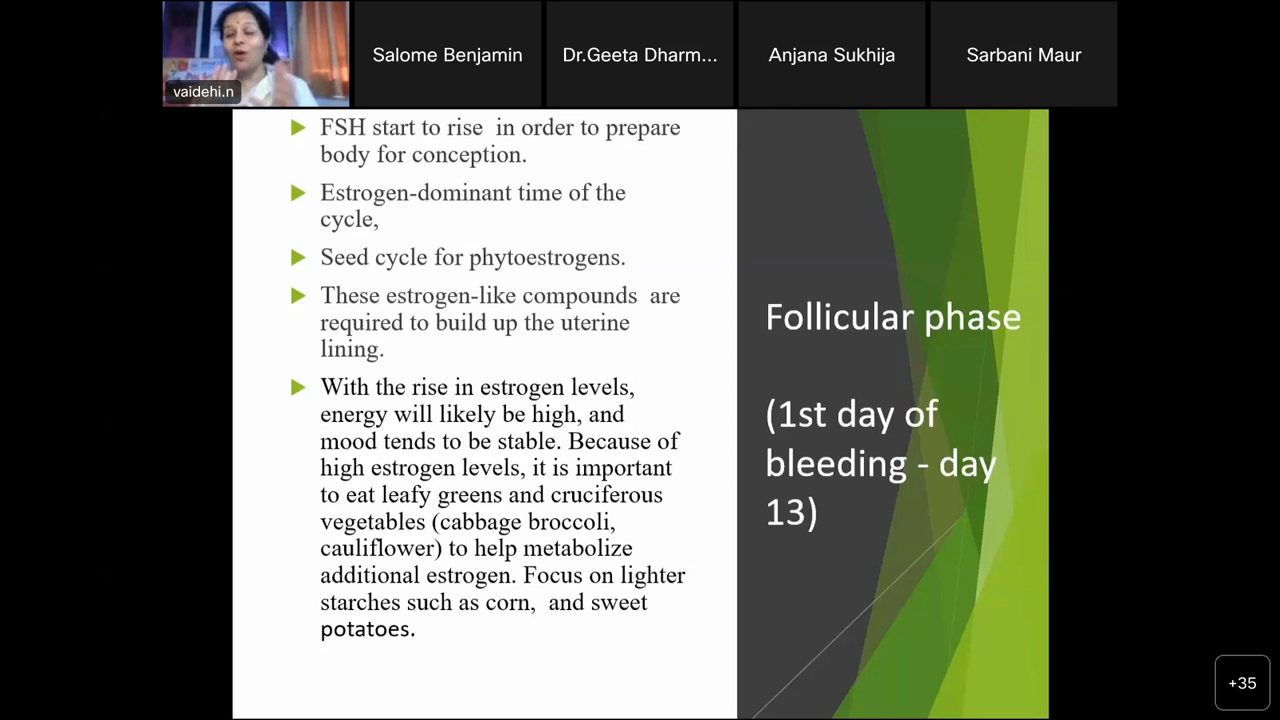 vaidehi.n
Salome Benjamin
Dr.Geeta Dharm...
Anjana Sukhija
Sarbani Maur
FSH start to rise  in order to prepare
body for conception.
Estrogen-dominant time of the
cycle,
Seed cycle for phytoestrogens.
These estrogen-like compounds  are
required to build up the uterine
lining.
With the rise in estrogen levels,
energy will likely be high, and
mood tends to be stable. Because of
high estrogen levels, it is important
to eat leafy greens and cruciferous
vegetables (cabbage broccoli,
cauliflower) to help metabolize
additional estrogen. Focus on lighter
starches such as corn,  and sweet
potatoes.
Follicular phase
(1st day of
bleeding - day
13)
+35